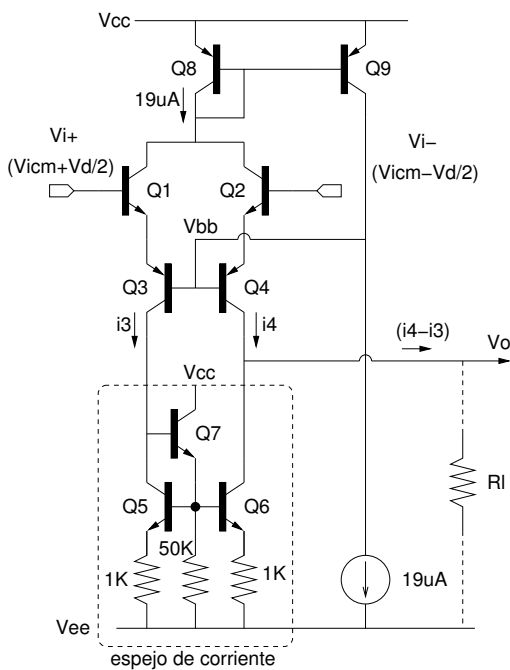 Vcc
Q8
Q9
19uA
Vi+
(Vicm+Vd/2)
Vi−
(Vicm−Vd/2)
Q1
Q2
Vbb
Q3
Q4
i3
i4
(i4−i3)
Vo
Vcc
Q7
Q5
Q6
Rl
50K
1K
1K
19uA
Vee
espejo de corriente